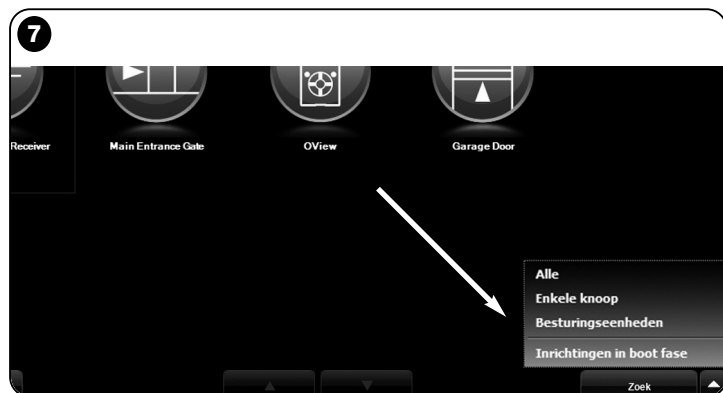 7
Receiver
Main Entrance Gate
OView
Garage Door
Alle
Enkele knoop
Besturingseenheden
Inrichtingen in boot fase
Zoek